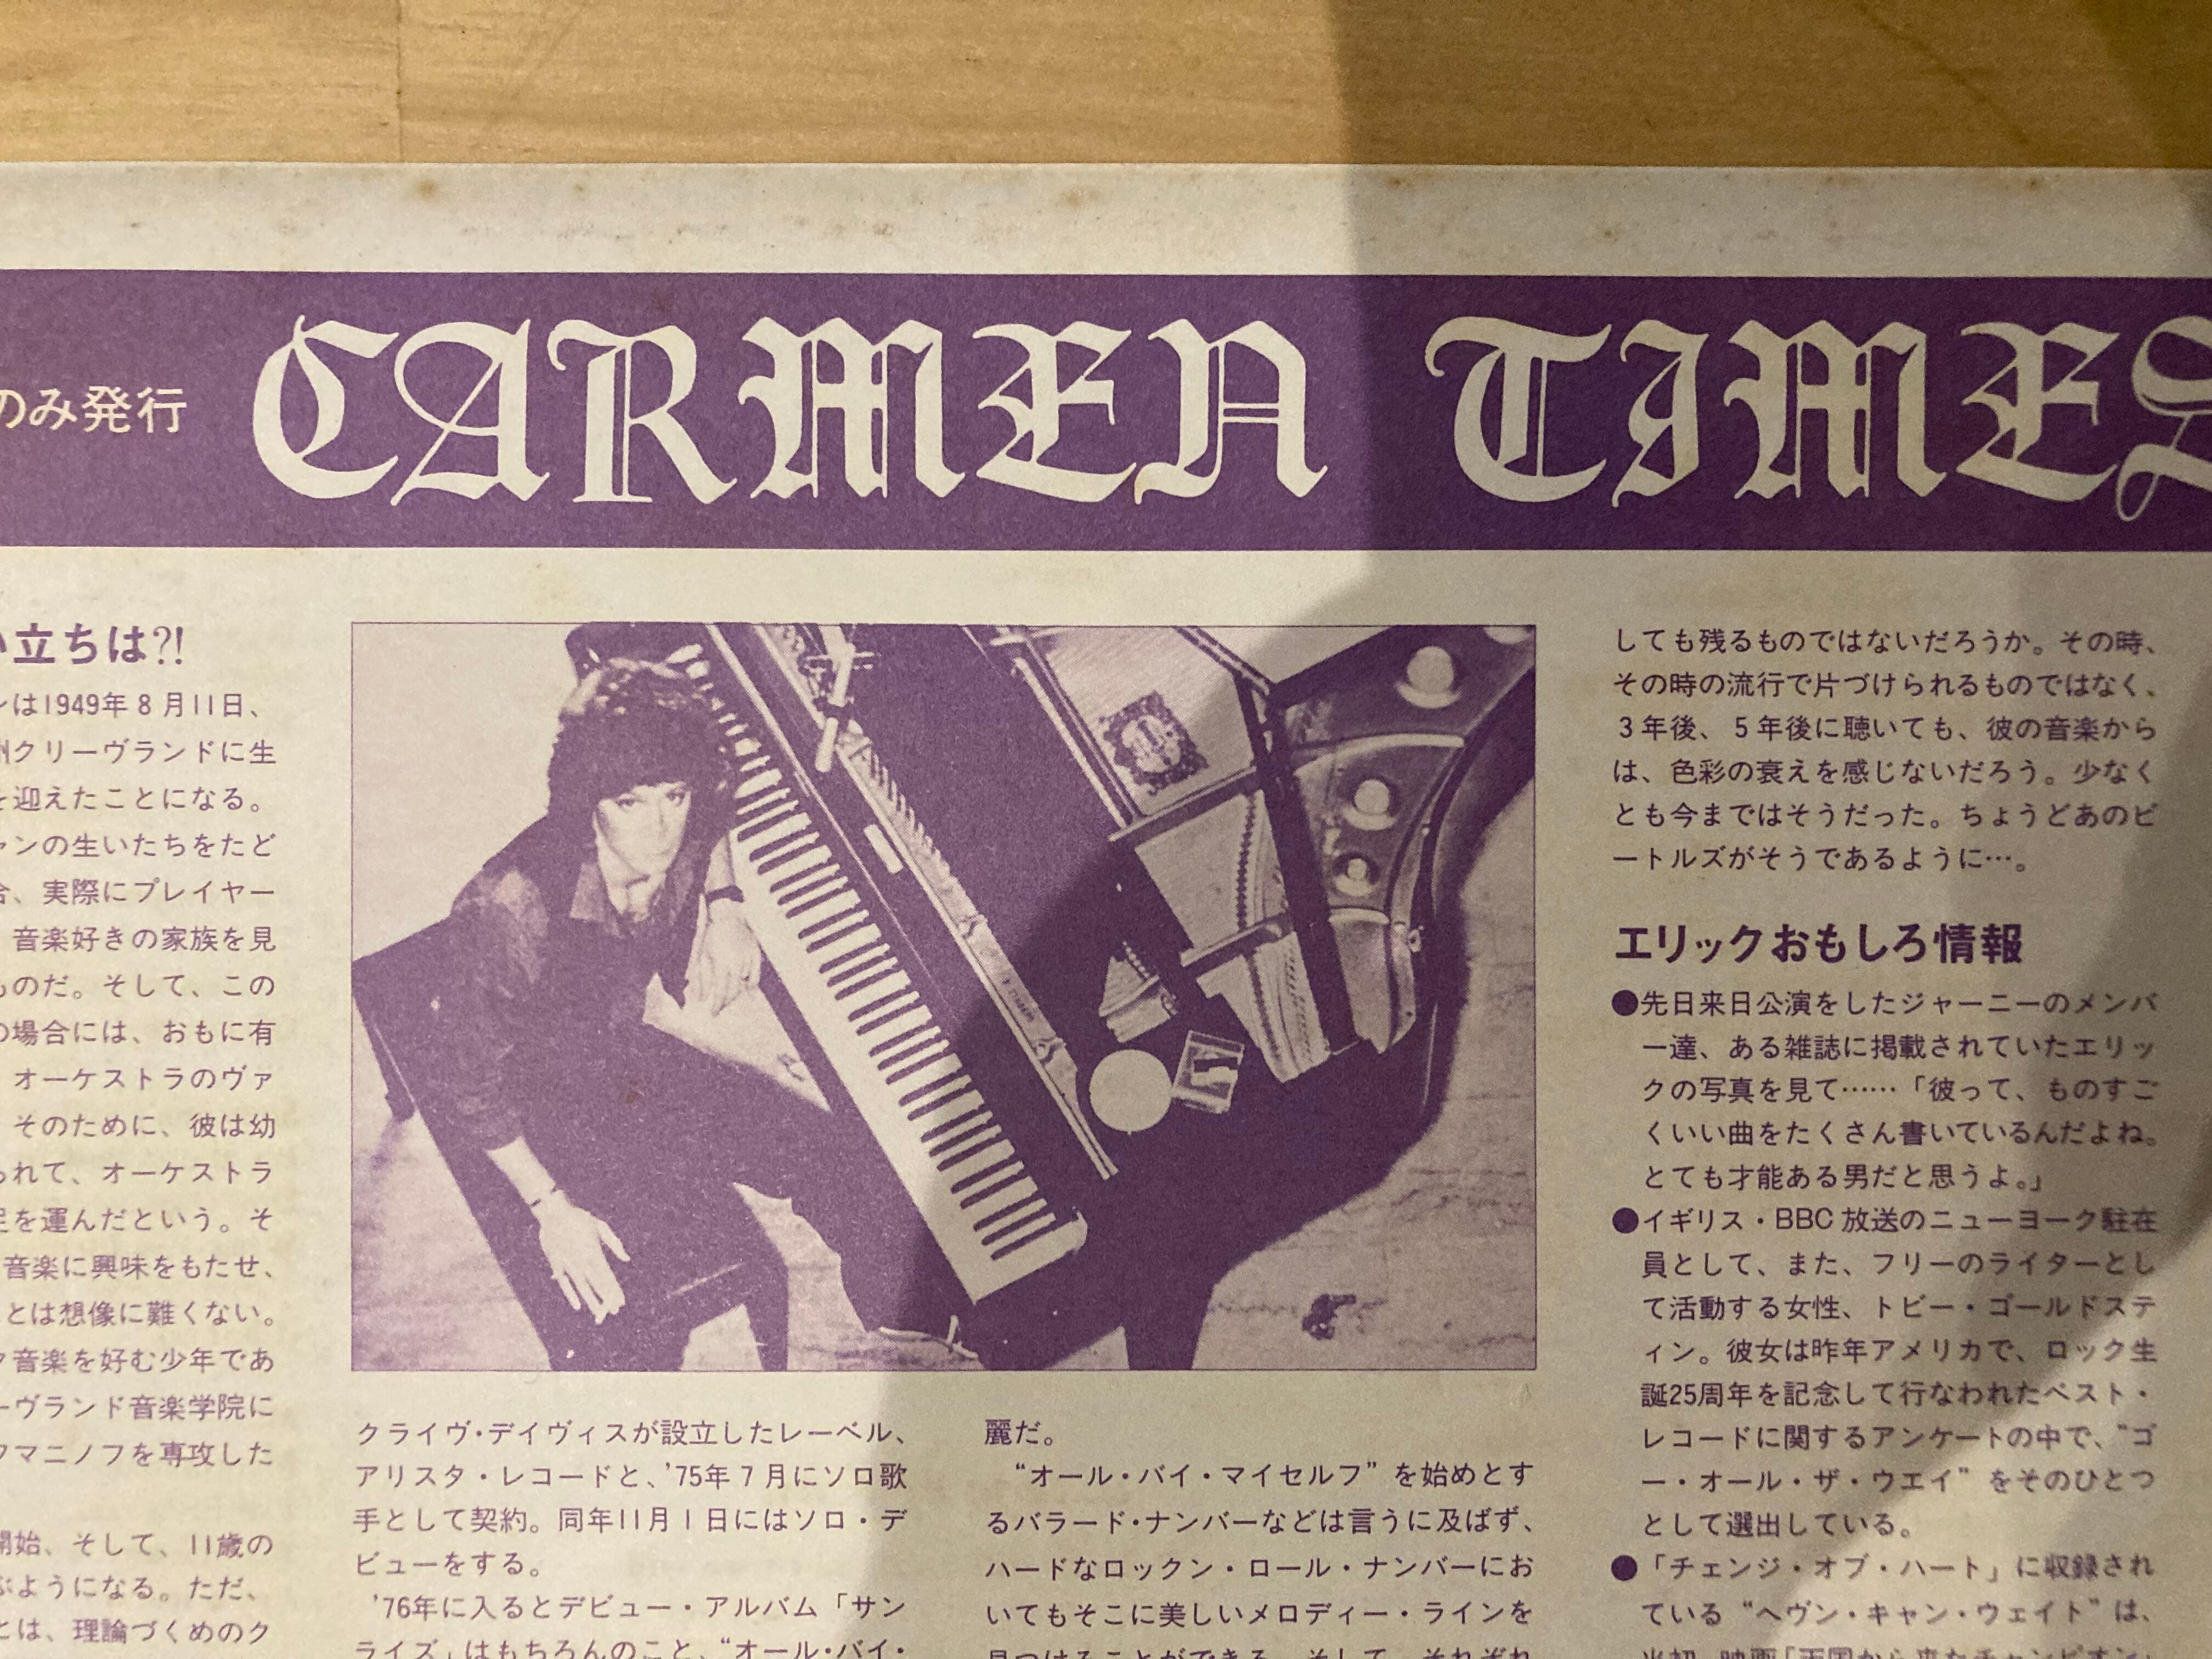 のみ発行
CARMEN TIMES
立ちは?!
は1949年8月11日、
クリーヴランドに生
迎えたことになる。
ンの生いたちをたど
、実際にプレイヤー
音楽好きの家族を見
ものだ。そして、この
の場合には、おもに有
オーケストラのヴァ
そのために、彼は幼
られて、オーケストラ
を運んだという。そ
音楽に興味をもたせ、
とは想像に難くない。
音楽を好む少年であ
ーヴランド音楽学院に
フマニノフを専攻した
開始、そして、11歳の
ようになる。ただ、
とは、理論づくめのク
クライヴ・デイヴィスが設立したレーベル、
アリスタ・レコードと、'75年7月にソロ歌
手として契約。同年11月1日にはソロ・デ
ビューをする。
'76年に入るとデビュー・アルバム「サン
ライズ」はもちろんのこと、“オール・バイ・
麗だ。
“オール・バイ・マイセルフ”を始めとす
るバラード・ナンバーなどは言うに及ばず、
ハードなロックン・ロール・ナンバーにお
いてもそこに美しいメロディー・ラインを
見つけることができる。そして、それぞれ
しても残るものではないだろうか。その時、
その時の流行で片づけられるものではなく、
3年後、5年後に聴いても、彼の音楽から
は、色彩の衰えを感じないだろう。少なく
とも今まではそうだった。ちょうどあのビ
ートルズがそうであるように…。
エリックおもしろ情報
●先日来日公演をしたジャーニーのメンバ
ー達、ある雑誌に掲載されていたエリッ
クの写真を見て……「彼って、ものすご
くいい曲をたくさん書いているんだよね。
とても才能ある男だと思うよ。」
●イギリス・BBC放送のニューヨーク駐在
員として、また、フリーのライターとし
て活動する女性、トビー・ゴールドステ
ィン。彼女は昨年アメリカで、ロック生
誕25周年を記念して行なわれたベスト・
レコードに関するアンケートの中で、“ゴ
ー・オール・ザ・ウエイ”をそのひとつ
として選出している。
●「チェンジ・オブ・ハート」に収録され
ている“ヘヴン・キャン・ウェイト”は、
当初、映画「天国から来たチャンピオン」